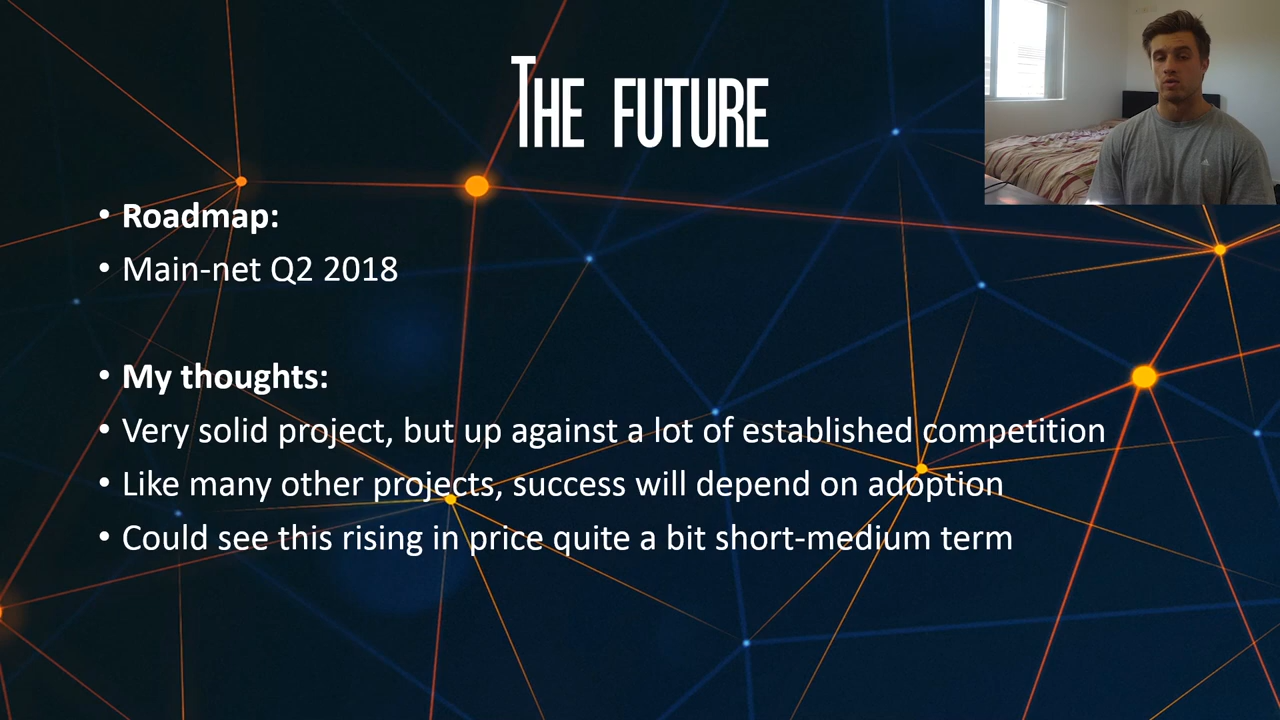 The future
• Roadmap:
• Main-net Q2 2018
• My thoughts:
• Very solid project, but up against a lot of established competition
• Like many other projects, success will depend on adoption
• Could see this rising in price quite a bit short-medium term